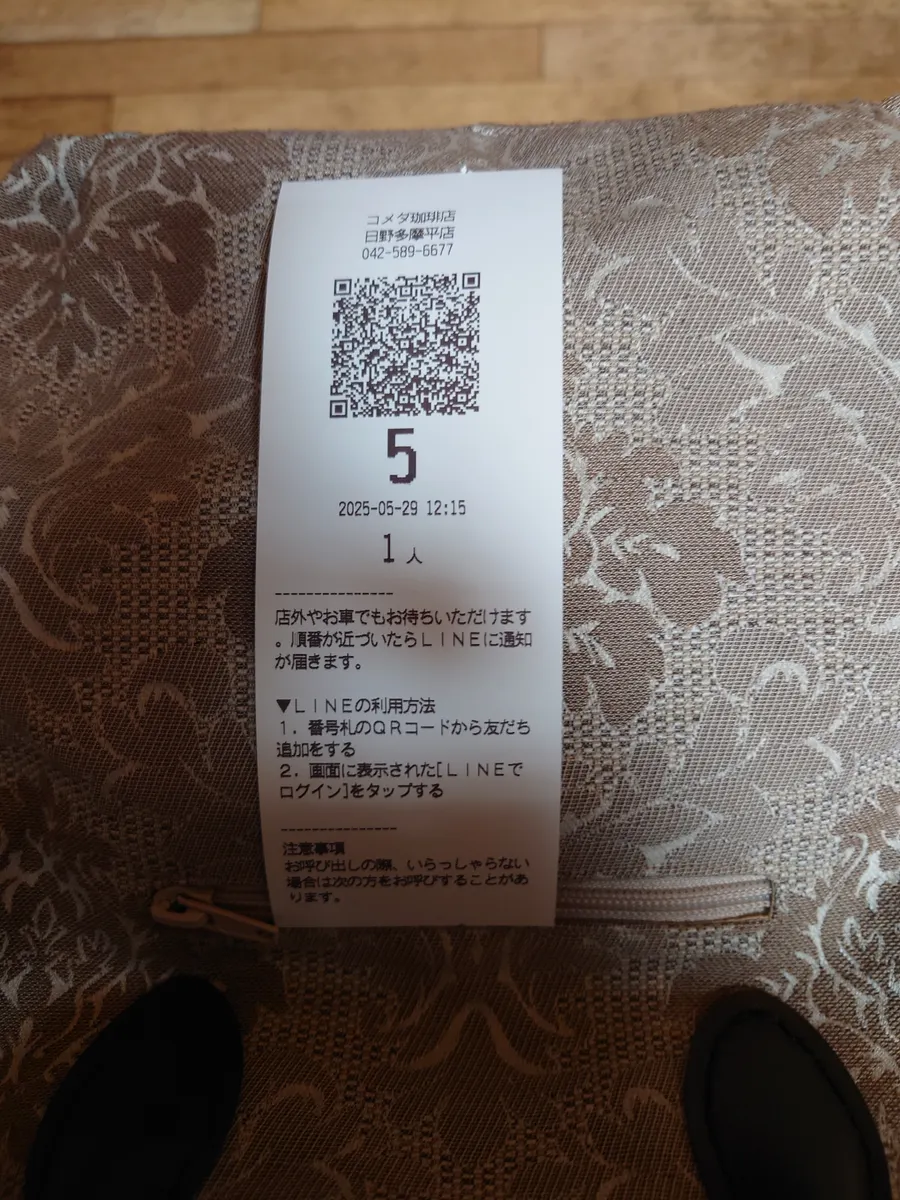 コメダ珈琲店
日野多摩平店
042-589-6677
5
2025-05-29 12:15
1人
---------------
店外やお車でもお待ちいただけます
。順番が近づいたらＬＩＮＥに通知
が届きます。
▼ＬＩＮＥの利用方法
１．番号札のＱＲコードから友だち
追加をする
２．画面に表示された[ＬＩＮＥで
ログイン]をタップする
---------------
注意事項
お呼び出しの際、いらっしゃらない
場合は次の方をお呼びすることがあ
ります。